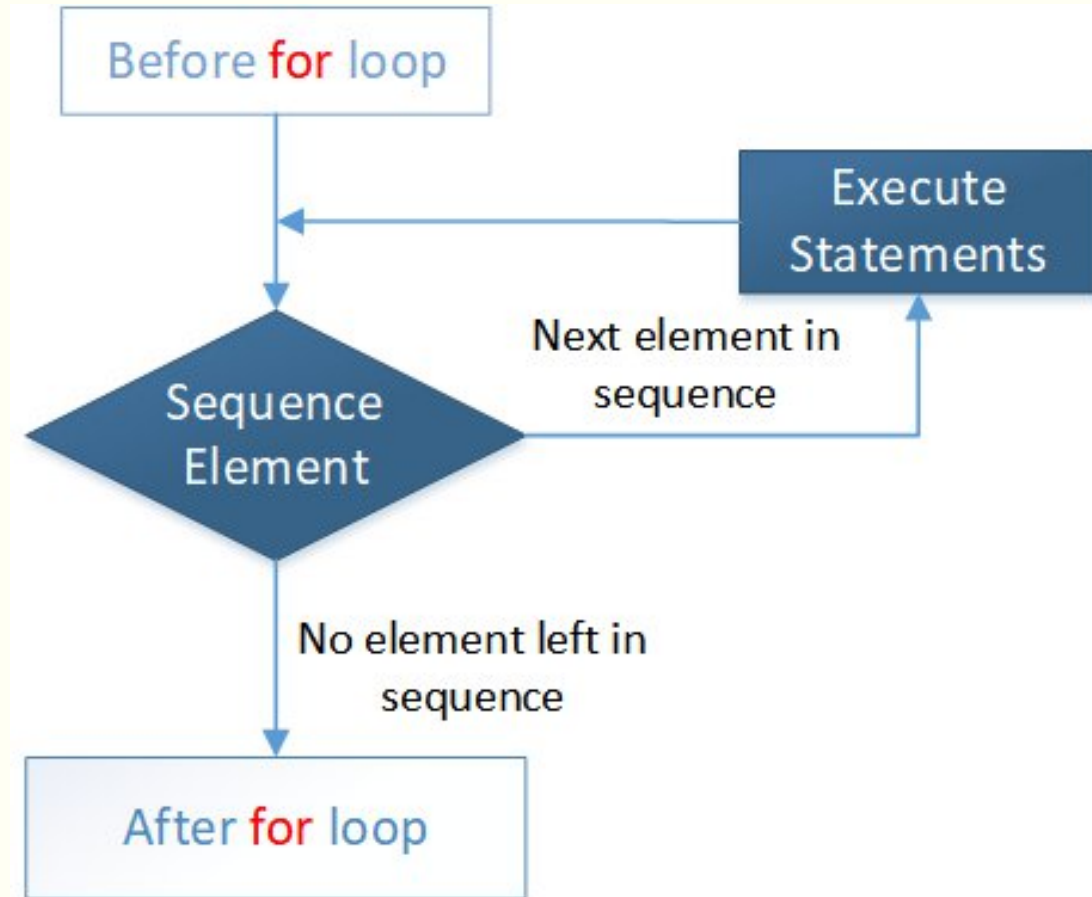 Before for loop
Execute
Statements
Next element in
sequence
Sequence
Element
No element left in
sequence
After for loop